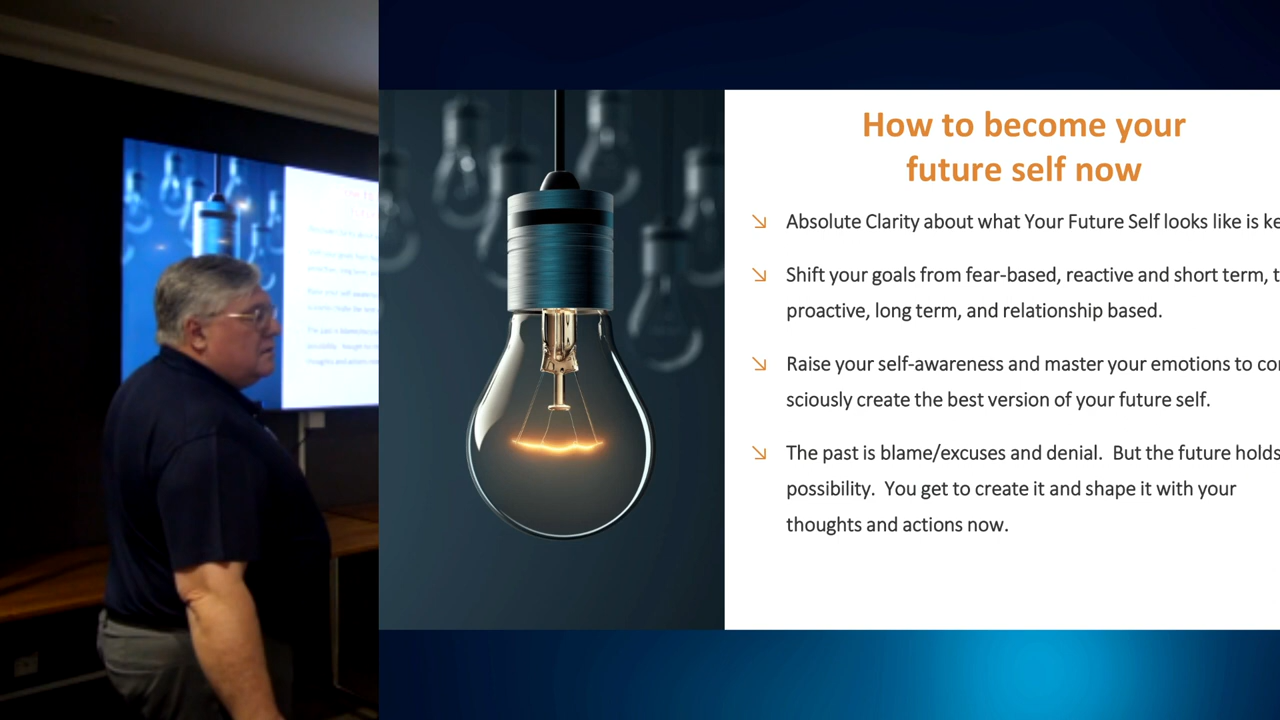 How to become your
future self now
Absolute Clarity about what Your Future Self looks like is ke
Shift your goals from fear-based, reactive and short term, t
proactive, long term, and relationship based.
Raise your self-awareness and master your emotions to con
sciously create the best version of your future self.
The past is blame/excuses and denial.  But the future holds
possibility.  You get to create it and shape it with your
thoughts and actions now.